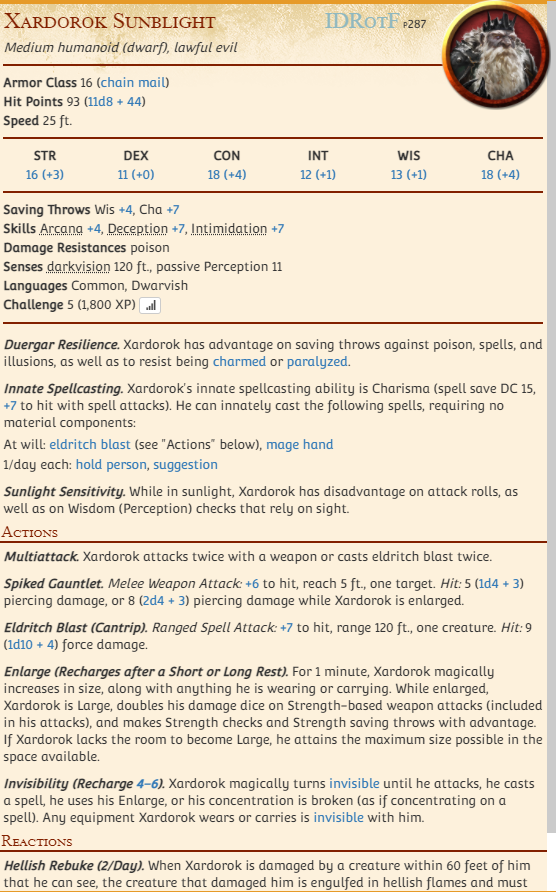 Xardorok Sunblight IDRotF p287
Medium humanoid (dwarf), lawful evil
Armor Class 16 (chain mail)
Hit Points 93 (11d8 + 44)
Speed 25 ft.
STR DEX CON INT WIS CHA
16 (+3) 11 (+0) 18 (+4) 12 (+1) 13 (+1) 18 (+4)
Saving Throws Wis +4, Cha +7
Skills Arcana +4, Deception +7, Intimidation +7
Damage Resistances poison
Senses darkvision 120 ft., passive Perception 11
Languages Common, Dwarvish
Challenge 5 (1,800 XP)
Duergar Resilience. Xardorok has advantage on saving throws against poison, spells, and
illusions, as well as to resist being charmed or paralyzed.
Innate Spellcasting. Xardorok's innate spellcasting ability is Charisma (spell save DC 15,
+7 to hit with spell attacks). He can innately cast the following spells, requiring no
material components:
At will: eldritch blast (see "Actions" below), mage hand
1/day each: hold person, suggestion
Sunlight Sensitivity. While in sunlight, Xardorok has disadvantage on attack rolls, as
well as on Wisdom (Perception) checks that rely on sight.
Actions
Multiattack. Xardorok attacks twice with a weapon or casts eldritch blast twice.
Spiked Gauntlet. Melee Weapon Attack: +6 to hit, reach 5 ft., one target. Hit: 5 (1d4 + 3)
piercing damage, or 8 (2d4 + 3) piercing damage while Xardorok is enlarged.
Eldritch Blast (Cantrip). Ranged Spell Attack: +7 to hit, range 120 ft., one creature. Hit: 9
(1d10 + 4) force damage.
Enlarge (Recharges after a Short or Long Rest). For 1 minute, Xardorok magically
increases in size, along with anything he is wearing or carrying. While enlarged,
Xardorok is Large, doubles his damage dice on Strength-based weapon attacks (included
in his attacks), and makes Strength checks and Strength saving throws with advantage.
If Xardorok lacks the room to become Large, he attains the maximum size possible in the
space available.
Invisibility (Recharge 4–6). Xardorok magically turns invisible until he attacks, he casts
a spell, he uses his Enlarge, or his concentration is broken (as if concentrating on a
spell). Any equipment Xardorok wears or carries is invisible with him.
Reactions
Hellish Rebuke (2/Day). When Xardorok is damaged by a creature within 60 feet of him
that he can see, the creature that damaged him is engulfed in hellish flames and must